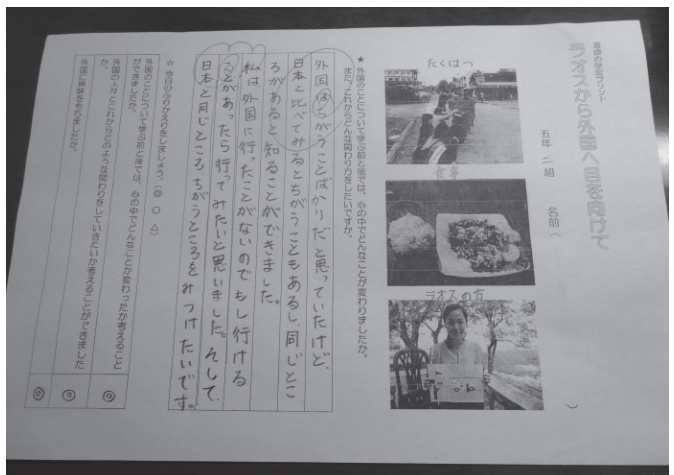 道徳の学習プリント
ラオスから外国へ目を向けて
五年 二組 名前( )
たくはつ
食事
ラオスの方
★ 外国のことについて学ぶ前と後では、心の中でどんなことが変わりましたか。
また、これからどんな関わり方をしたいですか。
外国はちがうことばかりだと思っていたけど、
日本と比べてみるとちがうこともあるし、同じとこ
ろがあると知ることができました。
私は外国に行ったことがないのでもし行ける
ことがあったら行ってみたいと思いました。そして、
日本と同じところ、ちがうところをみつけたいです。
☆ 今日のふりかえりをしましょう。(◎ ○ △)
外国のことについて学ぶ前と後では、心の中でどんなことが変わったか考えること
ができましたか。
◎
外国の人々とこれからどのような関わりをしていきたいか考えることができました
か。
◎
外国に興味をもちましたか。
◎